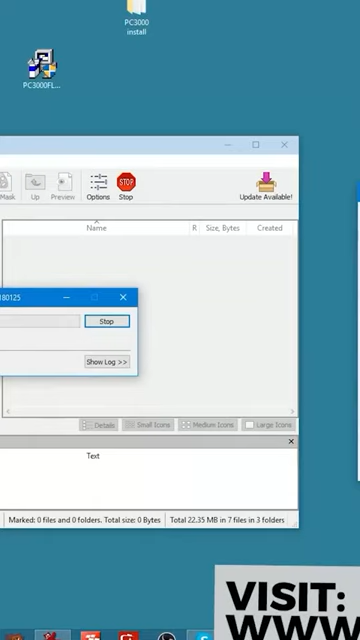 PC3000
install
PC3000FL...
Mask
Up
Preview
Options
STOP
Stop
Update Available!
Name
R
Size, Bytes
Created
180125
Stop
Show Log >>
Details
Small Icons
Medium Icons
Large Icons
Text
Marked: 0 files and 0 folders. Total size: 0 Bytes
Total 22.35 MB in 7 files in 3 folders
VISIT:
WWW